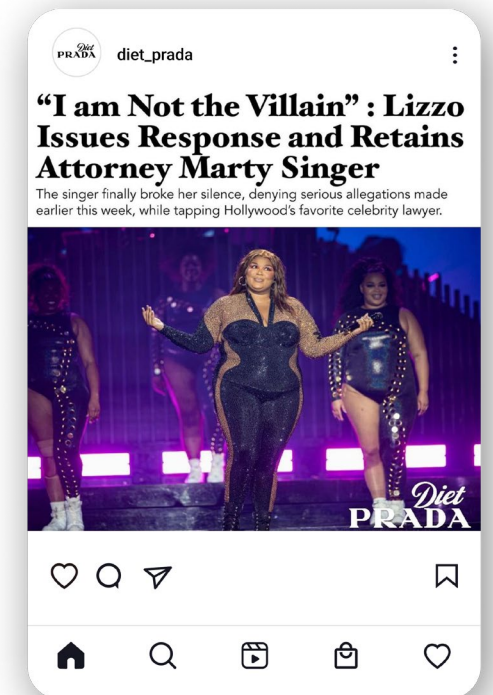 Diet
PRADA
diet_prada
“I am Not the Villain” : Lizzo
Issues Response and Retains
Attorney Marty Singer
The singer finally broke her silence, denying serious allegations made
earlier this week, while tapping Hollywood’s favorite celebrity lawyer.
Diet
PRADA